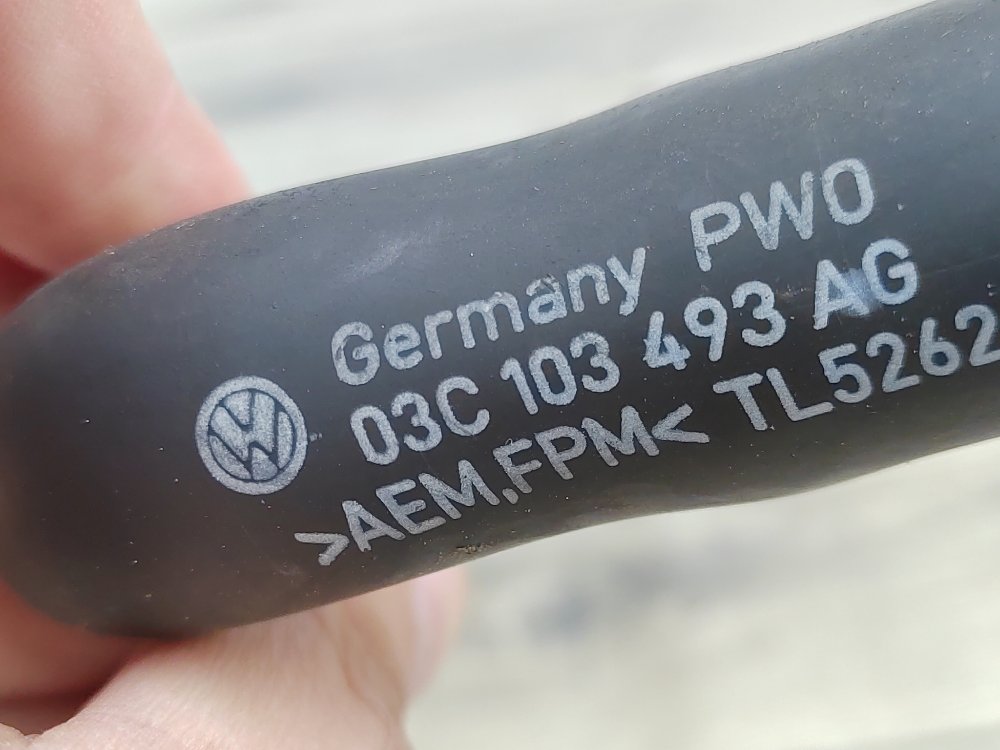 Germany PWO
03C 103 493 AG
>AEM,FPM< TL5262